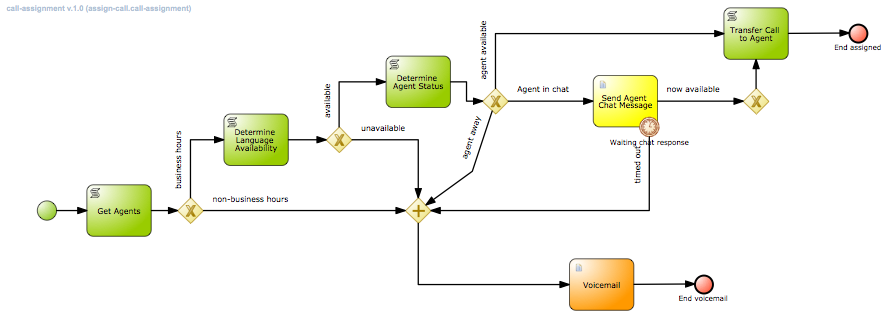 call-assignment v.1.0 (assign-call.call-assignment)
Transfer Call
to Agent
End assigned
agent available
Determine
Agent Status
Agent in chat
Send Agent
Chat Message
now available
available
Determine
Language
Availability
unavailable
agent away
Waiting chat response
timed out
business hours
Get Agents
non-business hours
Voicemail
End voicemail